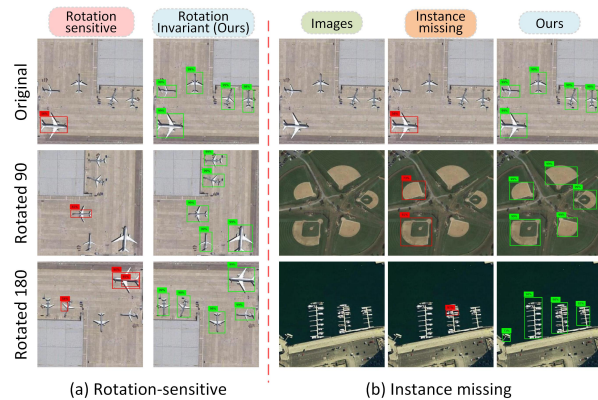 Rotation
sensitive
Rotation
Invariant (Ours)
Images
Instance
missing
Ours
Original
Rotated 90
Rotated 180
(a) Rotation-sensitive
(b) Instance missing